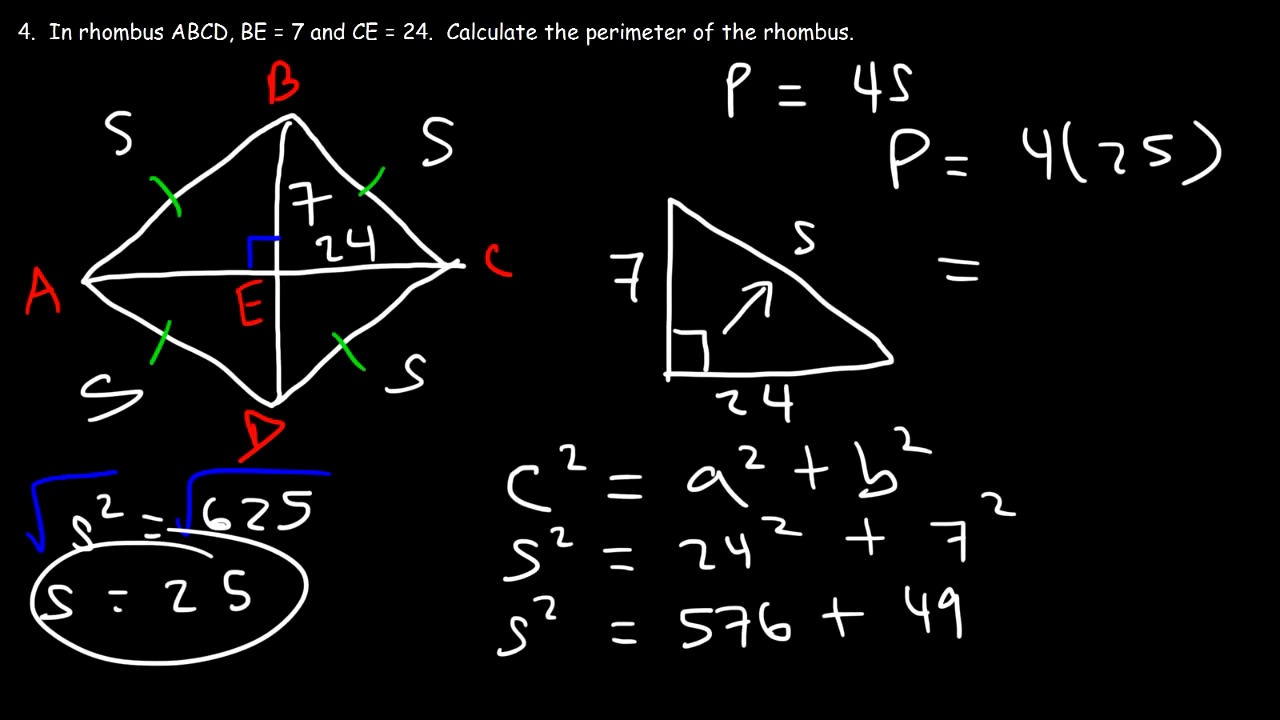 4. In rhombus ABCD, BE = 7 and CE = 24. Calculate the perimeter of the rhombus.
B
S
S
7
24
A
E
C
S
S
D
√s² = √625
s = 25
P = 4s
P = 4(25)
=
7
s
24
c² = a² + b²
s² = 24² + 7²
s² = 576 + 49